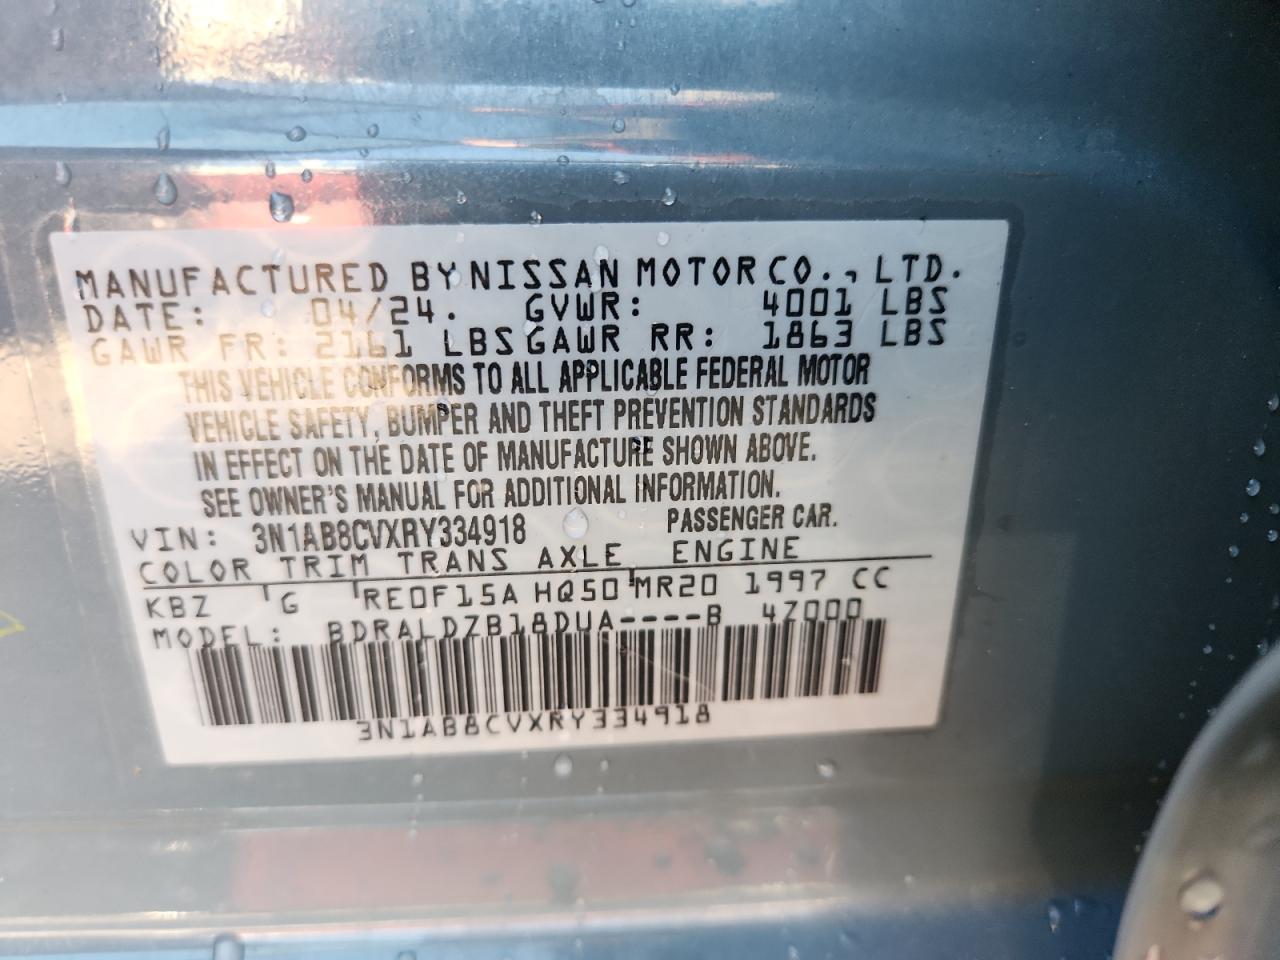 MANUFACTURED BY NISSAN MOTOR CO., LTD.
DATE: 04/24. GVWR: 4001 LBS
GAWR FR: 2161 LBS GAWR RR: 1863 LBS
THIS VEHICLE CONFORMS TO ALL APPLICABLE FEDERAL MOTOR
VEHICLE SAFETY, BUMPER AND THEFT PREVENTION STANDARDS
IN EFFECT ON THE DATE OF MANUFACTURE SHOWN ABOVE.
SEE OWNER'S MANUAL FOR ADDITIONAL INFORMATION.
VIN: 3N1AB8CVXRY334918 PASSENGER CAR.
COLOR TRIM TRANS AXLE ENGINE
KBZ G RE0F15A HQ50 MR20 1997 CC
MODEL: BDRALDZB18DUA----B 4Z000
3N1AB8CVXRY334918